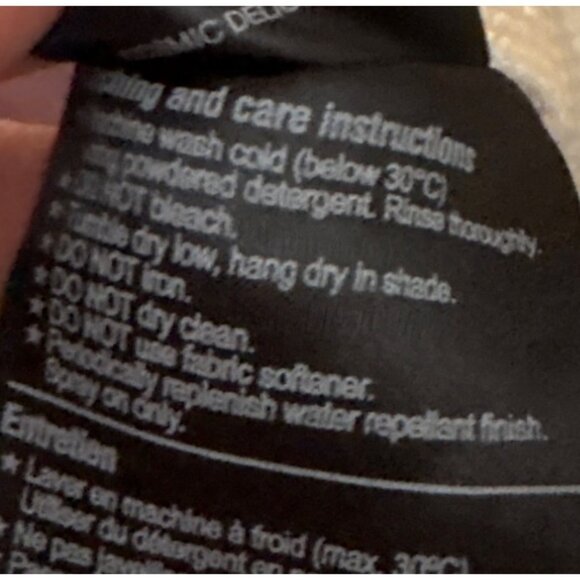 and care instructions
wash cold (below 30°C)
powdered detergent. Rinse thoroughly.
NOT bleach.
★ Tumble dry low, hang dry in shade.
★ DO NOT iron.
★ DO NOT dry clean.
★ DO NOT use fabric softener.
★ Periodically replenish water repellant finish.
Spray on only.
Entretien
★ Laver en machine à froid (max. 30ºC)
Utiliser du détergent en
★ Ne pas